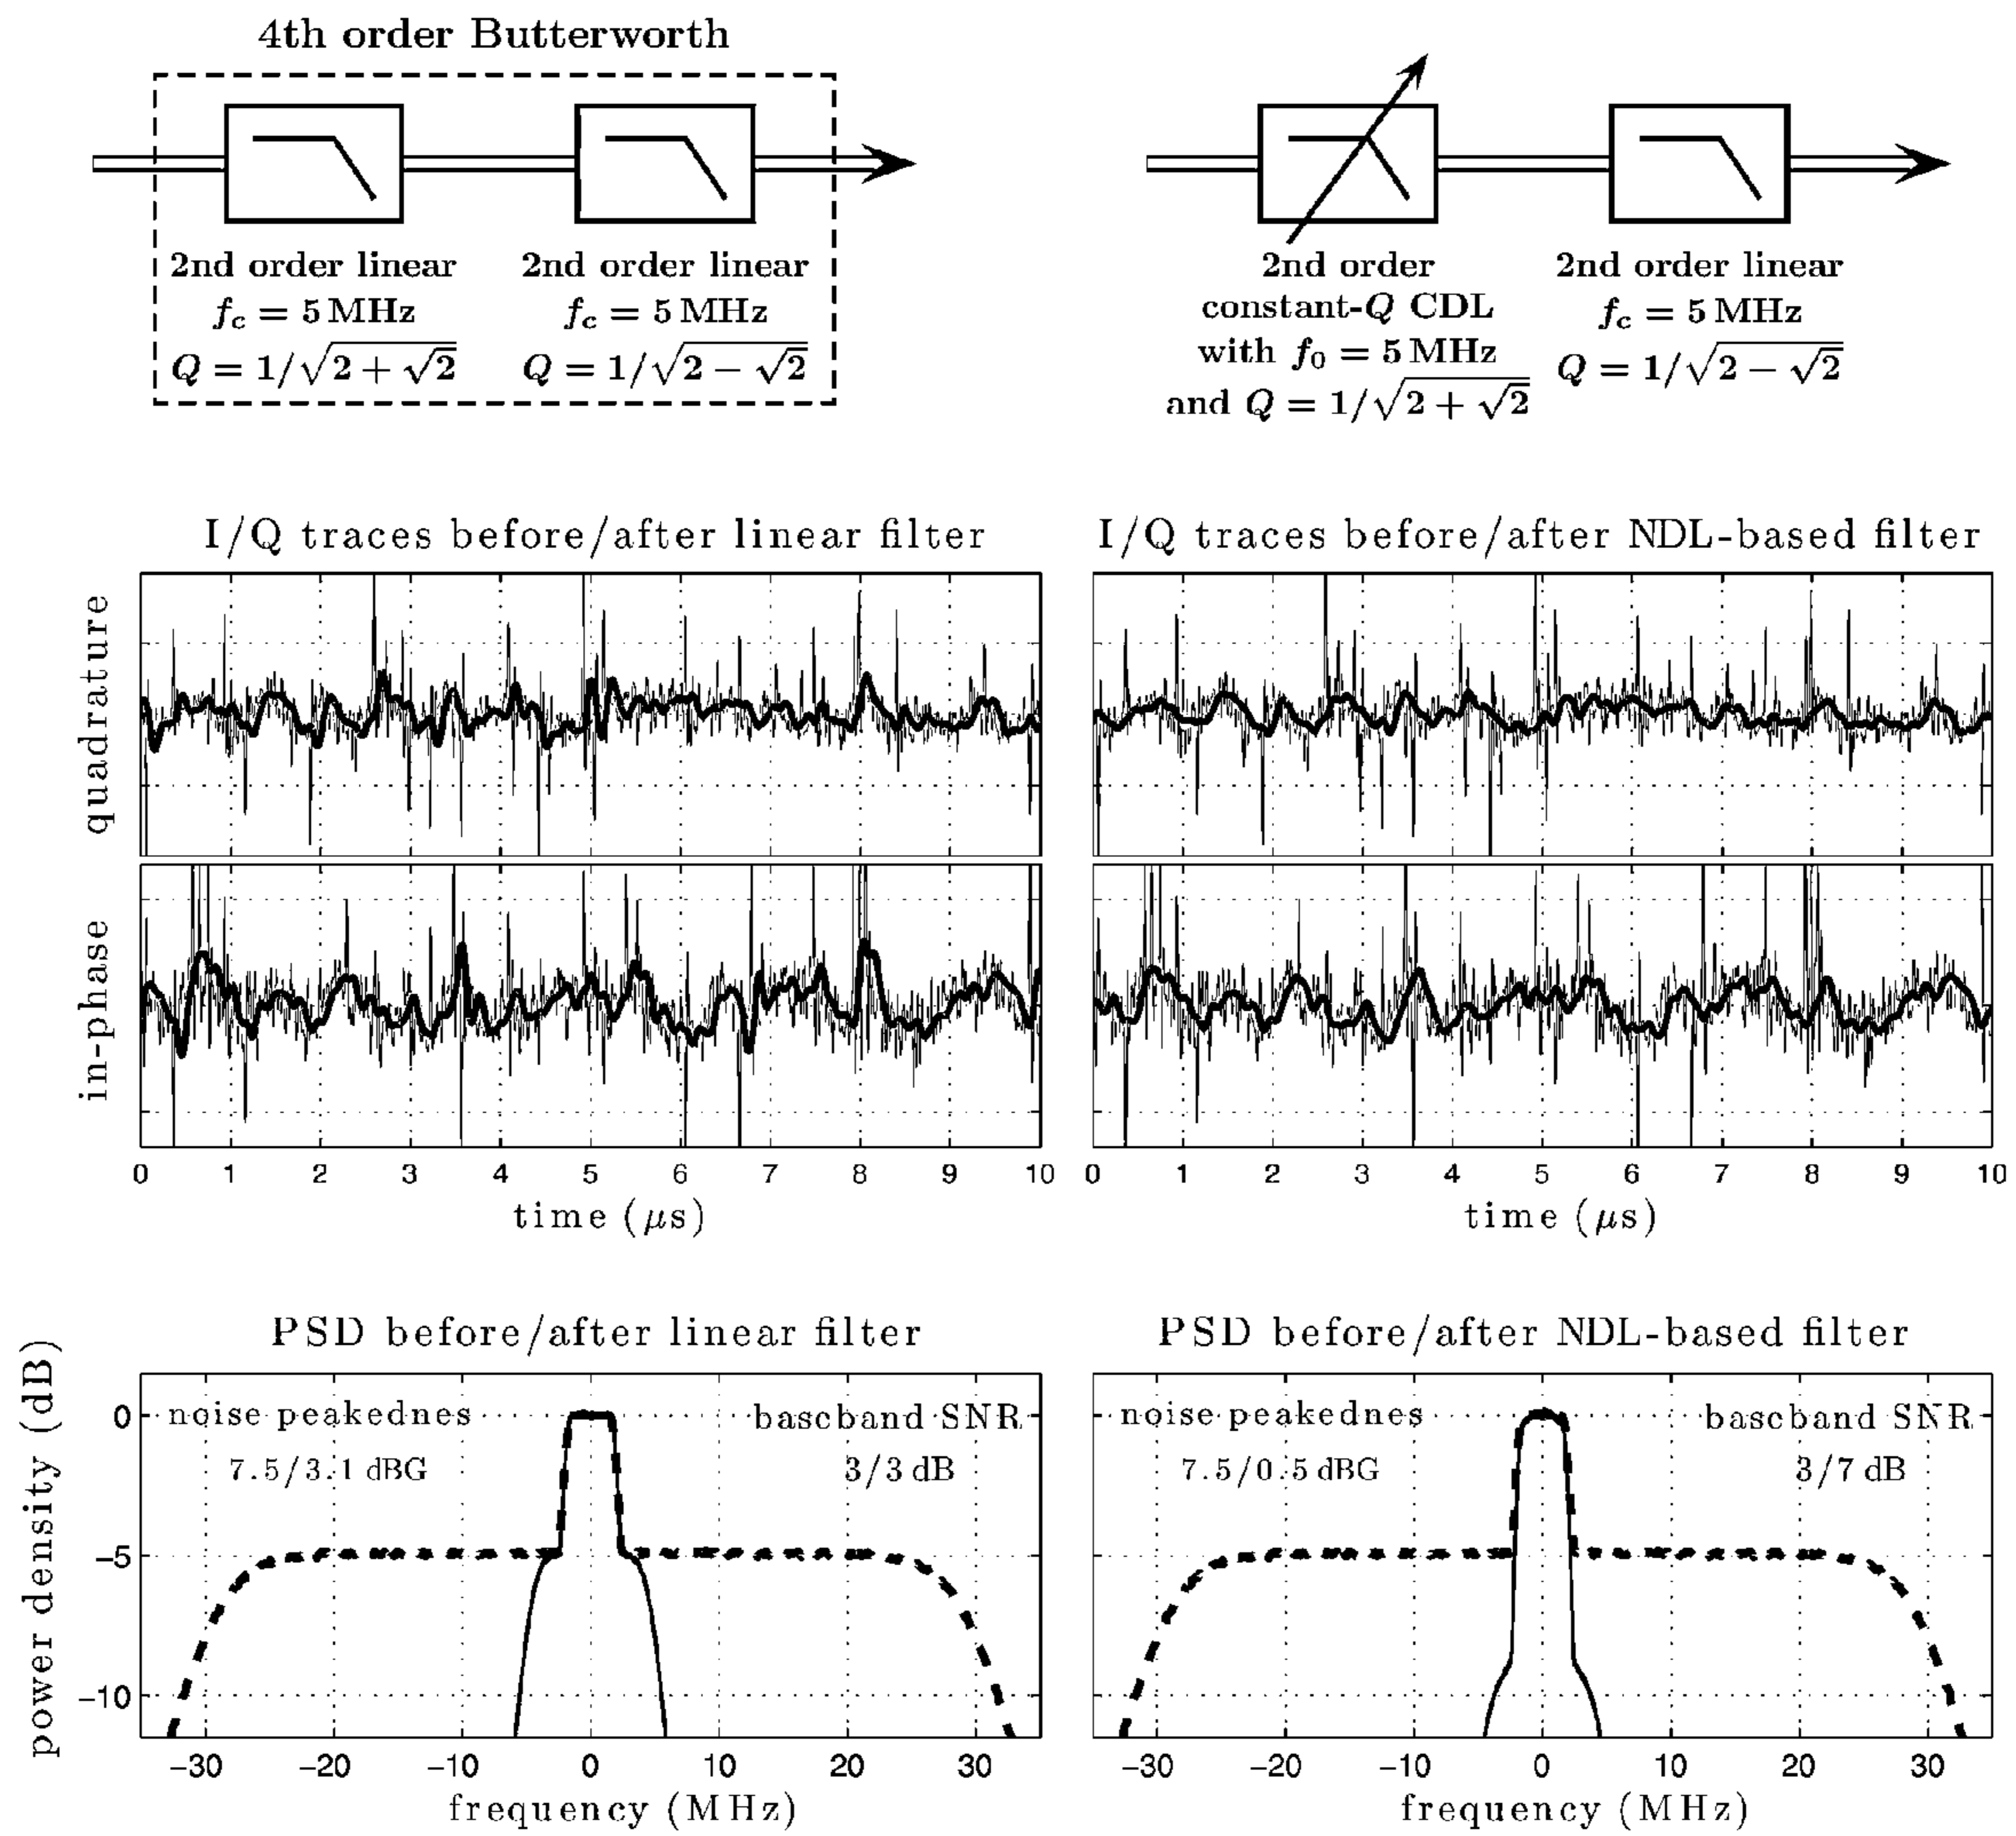 4th order Butterworth
2nd order linear
f_c = 5 MHz
Q = 1/√(2 + √2)
2nd order linear
f_c = 5 MHz
Q = 1/√(2 − √2)
2nd order
constant-Q CDL
with f_0 = 5 MHz
and Q = 1/√(2 + √2)
2nd order linear
f_c = 5 MHz
Q = 1/√(2 − √2)
I/Q traces before/after linear filter
quadrature
in-phase
0 1 2 3 4 5 6 7 8 9 10
time (μs)
I/Q traces before/after NDL-based filter
0 1 2 3 4 5 6 7 8 9 10
time (μs)
PSD before/after linear filter
power density (dB)
0
−5
−10
noise peakednes
7.5/3.1 dBG
baseband SNR
3/3 dB
−30 −20 −10 0 10 20 30
frequency (MHz)
PSD before/after NDL-based filter
noise peakednes
7.5/0.5 dBG
baseband SNR
3/7 dB
−30 −20 −10 0 10 20 30
frequency (MHz)